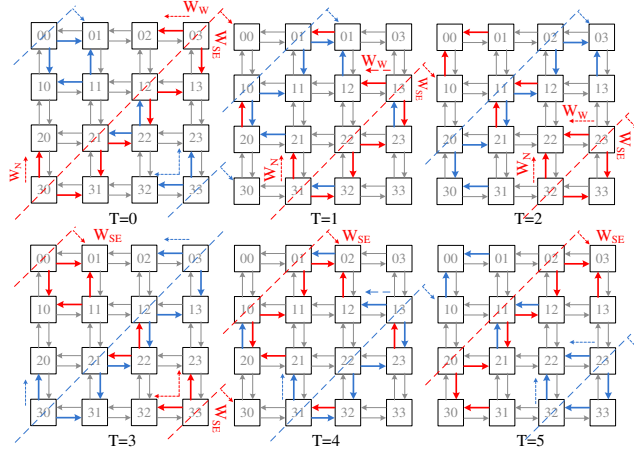 W_W
00 01 02 03
W_SE
10 11 12 13
20 21 22 23
W_N
30 31 32 33
T=0
00 01 02 03
W_W
10 11 12 13
W_SE
20 21 22 23
W_N
30 31 32 33
T=1
00 01 02 03
10 11 12 13
W_W
20 21 22 23
W_SE
W_N
30 31 32 33
T=2
W_SE
00 01 02 03
10 11 12 13
20 21 22 23
30 31 32 33
W_SE
T=3
W_SE
00 01 02 03
10 11 12 13
20 21 22 23
30 31 32 33
T=4
W_SE
00 01 02 03
10 11 12 13
20 21 22 23
30 31 32 33
T=5